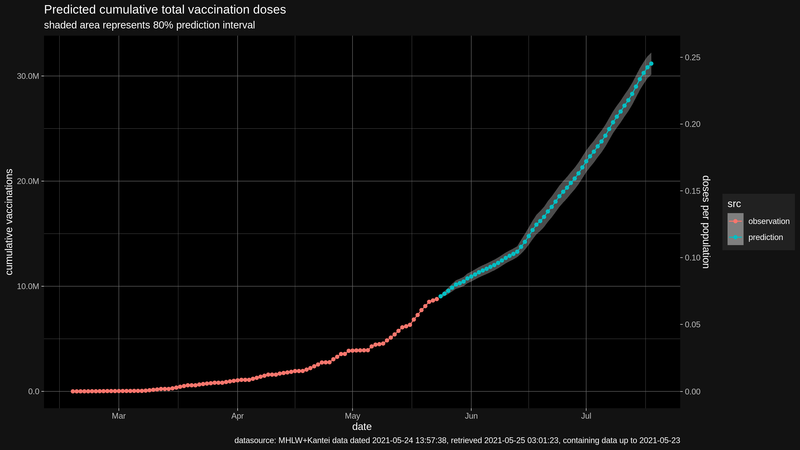 Predicted cumulative total vaccination doses
shaded area represents 80% prediction interval
cumulative vaccinations
30.0M
20.0M
10.0M
0.0
0.25
0.20
0.15
0.10
0.05
0.00
doses per population
Mar Apr May Jun Jul
date
src
observation
prediction
datasource: MHLW+Kantei data dated 2021-05-24 13:57:38, retrieved 2021-05-25 03:01:23, containing data up to 2021-05-23